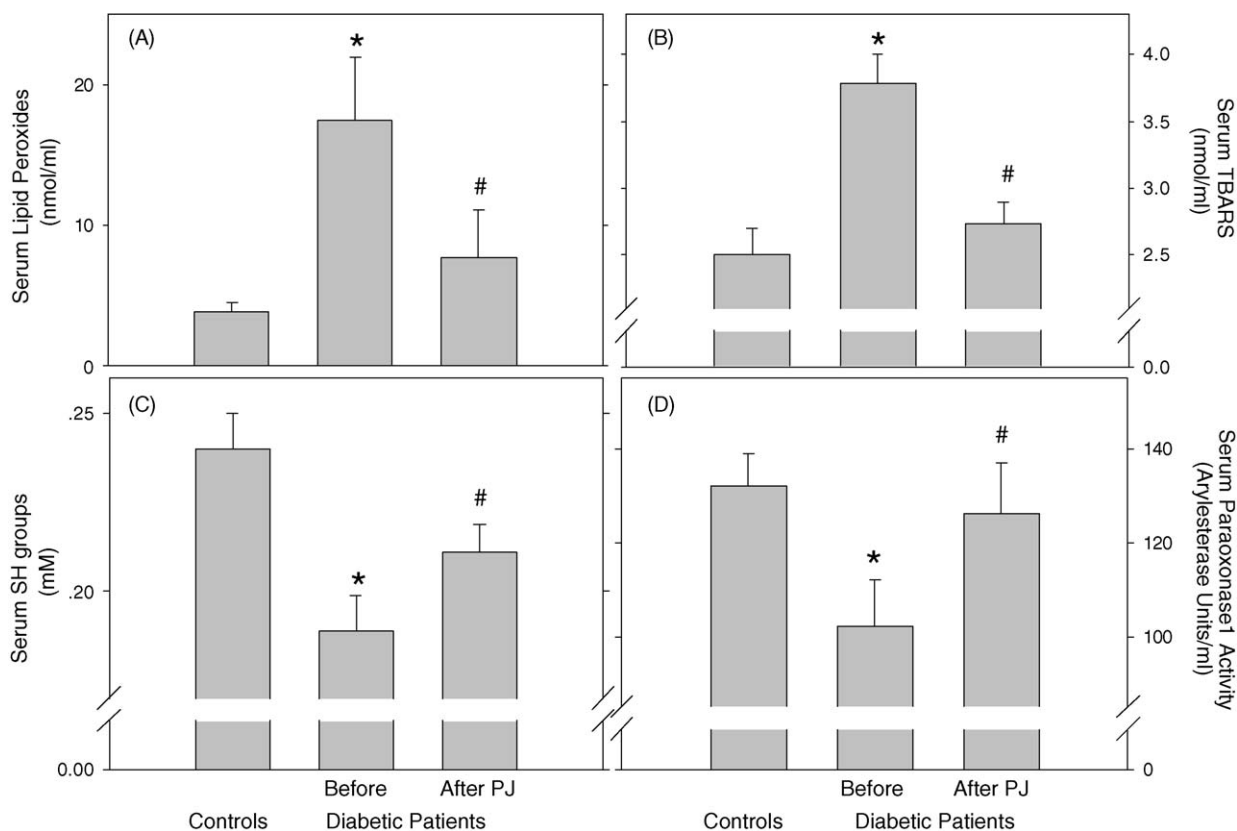 (A)
*
#
20
10
0
Serum Lipid Peroxides
(nmol/ml)
(B)
*
#
4.0
3.5
3.0
2.5
0.0
Serum TBARS
(nmol/ml)
(C)
*
#
.25
.20
0.00
Serum SH groups
(mM)
(D)
*
#
140
120
100
0
Serum Paraoxonase1 Activity
(Arylesterase Units/ml)
Before After PJ
Controls Diabetic Patients
Before After PJ
Controls Diabetic Patients